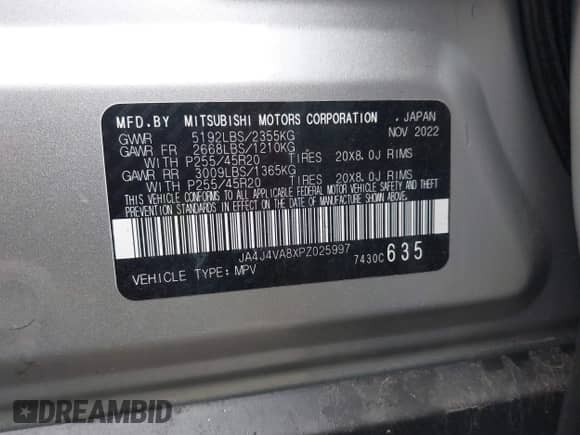 MFD.BY MITSUBISHI MOTORS CORPORATION , JAPAN
GVWR 5192LBS/2355KG NOV 2022
GAWR FR 2668LBS/1210KG
WITH P255/45R20 TIRES 20X8.0J RIMS
GAWR RR 3009LBS/1365KG
WITH P255/45R20 TIRES 20X8.0J RIMS
THIS VEHICLE CONFORMS TO ALL APPLICABLE FEDERAL MOTOR VEHICLE SAFETY AND THEFT
PREVENTION STANDARDS IN EFFECT ON THE DATE OF MANUFACTURE SHOWN ABOVE.
JA4J4VA8XPZ025997
7430C 635
VEHICLE TYPE: MPV
DREAMBID